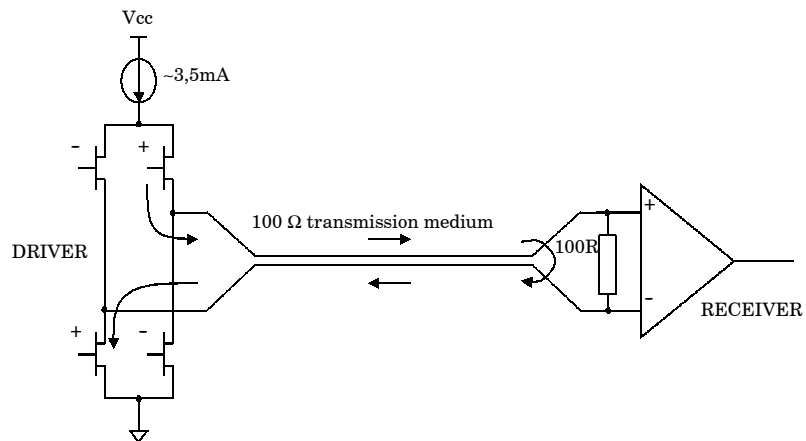 Vcc
~3,5mA
- +
100 Ω transmission medium
+
DRIVER
100R
-
RECEIVER
+ -